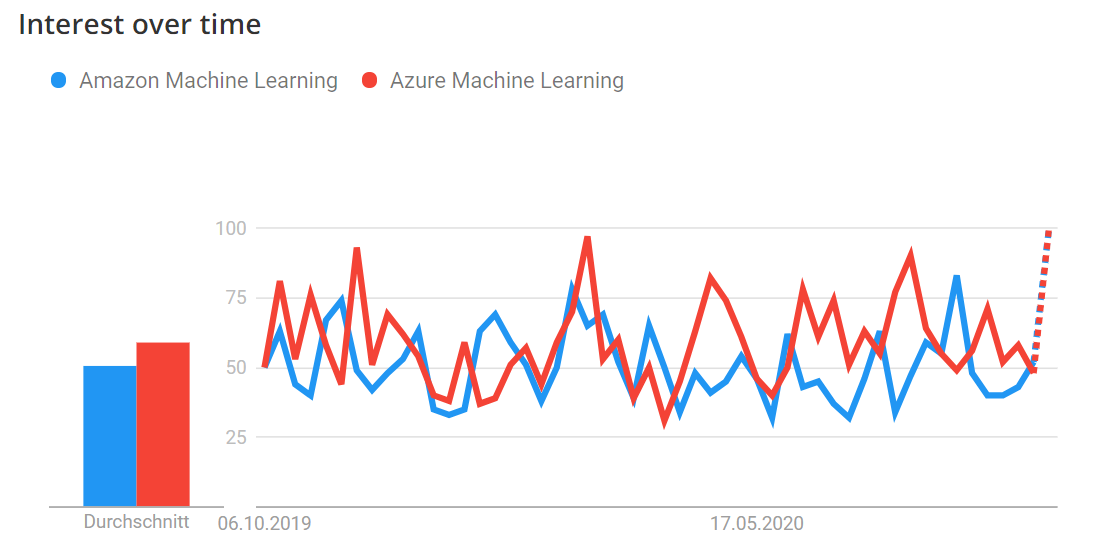 Interest over time
Amazon Machine Learning Azure Machine Learning
100
75
50
25
Durchschnitt 06.10.2019 17.05.2020